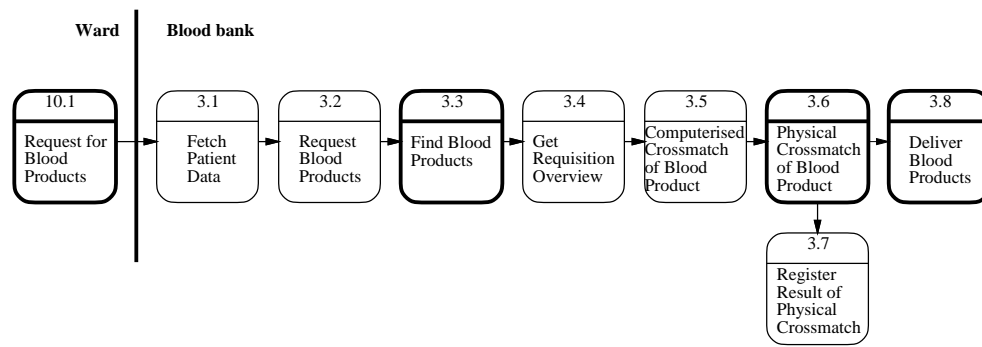 Ward
Blood bank
10.1
Request for
Blood
Products
3.1
Fetch
Patient
Data
3.2
Request
Blood
Products
3.3
Find Blood
Products
3.4
Get
Requisition
Overview
3.5
Computerised
Crossmatch
of Blood
Product
3.6
Physical
Crossmatch
of Blood
Product
3.8
Deliver
Blood
Products
3.7
Register
Result of
Physical
Crossmatch